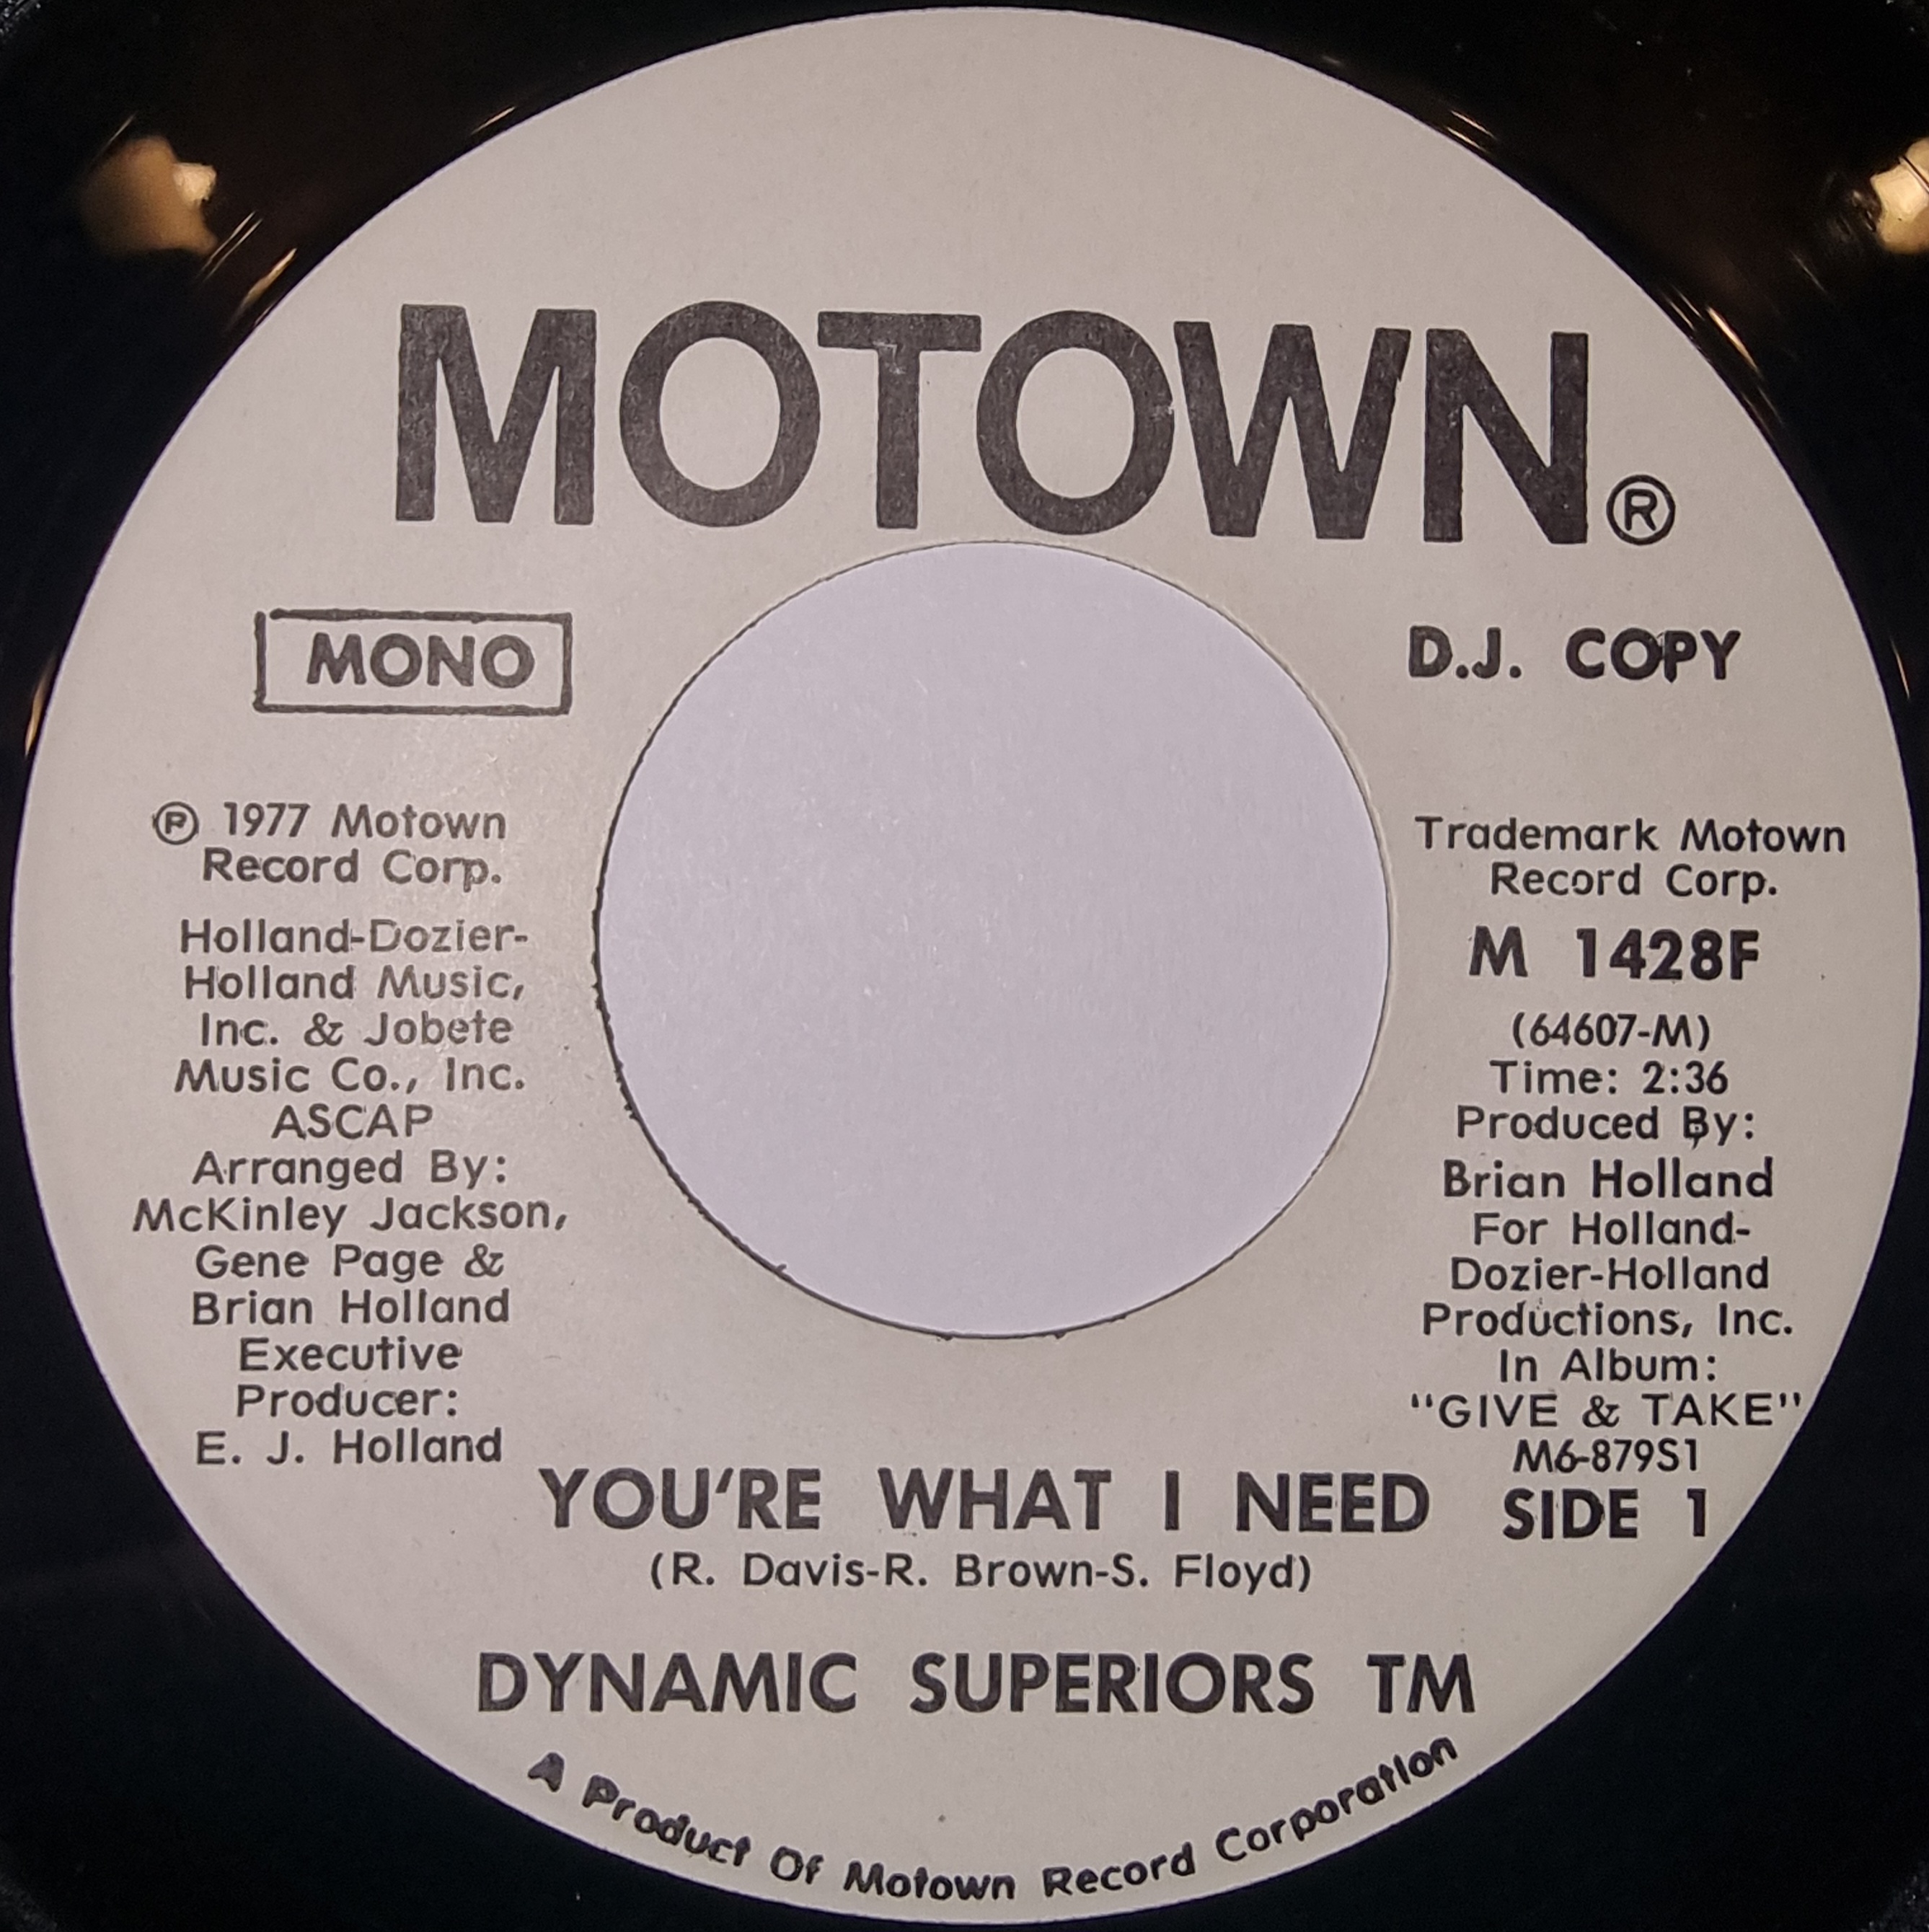 MOTOWN®
MONO
D.J. COPY
℗ 1977 Motown
Record Corp.
Holland-Dozier-
Holland Music,
Inc. & Jobete
Music Co., Inc.
ASCAP
Arranged By:
McKinley Jackson,
Gene Page &
Brian Holland
Executive
Producer:
E. J. Holland
Trademark Motown
Record Corp.
M 1428F
(64607-M)
Time: 2:36
Produced By:
Brian Holland
For Holland-
Dozier-Holland
Productions, Inc.
In Album:
"GIVE & TAKE"
M6-879S1
SIDE 1
YOU'RE WHAT I NEED
(R. Davis-R. Brown-S. Floyd)
DYNAMIC SUPERIORS TM
A Product Of Motown Record Corporation